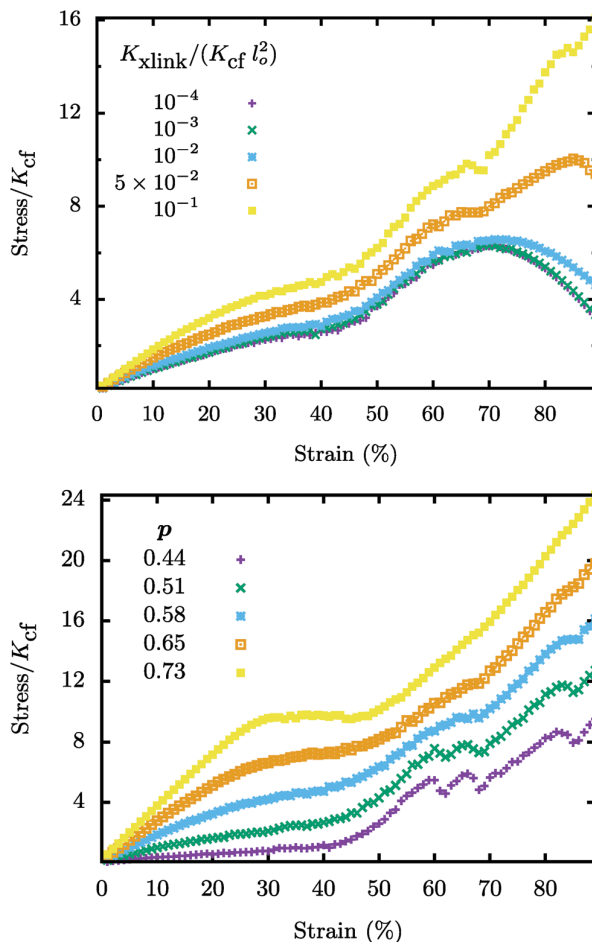 16
12
8
4
K_xlink/(K_cf l_o^2)
10^-4
10^-3
10^-2
5 × 10^-2
10^-1
Stress/K_cf
0 10 20 30 40 50 60 70 80
Strain (%)
24
20
16
12
8
4
p
0.44
0.51
0.58
0.65
0.73
Stress/K_cf
0 10 20 30 40 50 60 70 80
Strain (%)